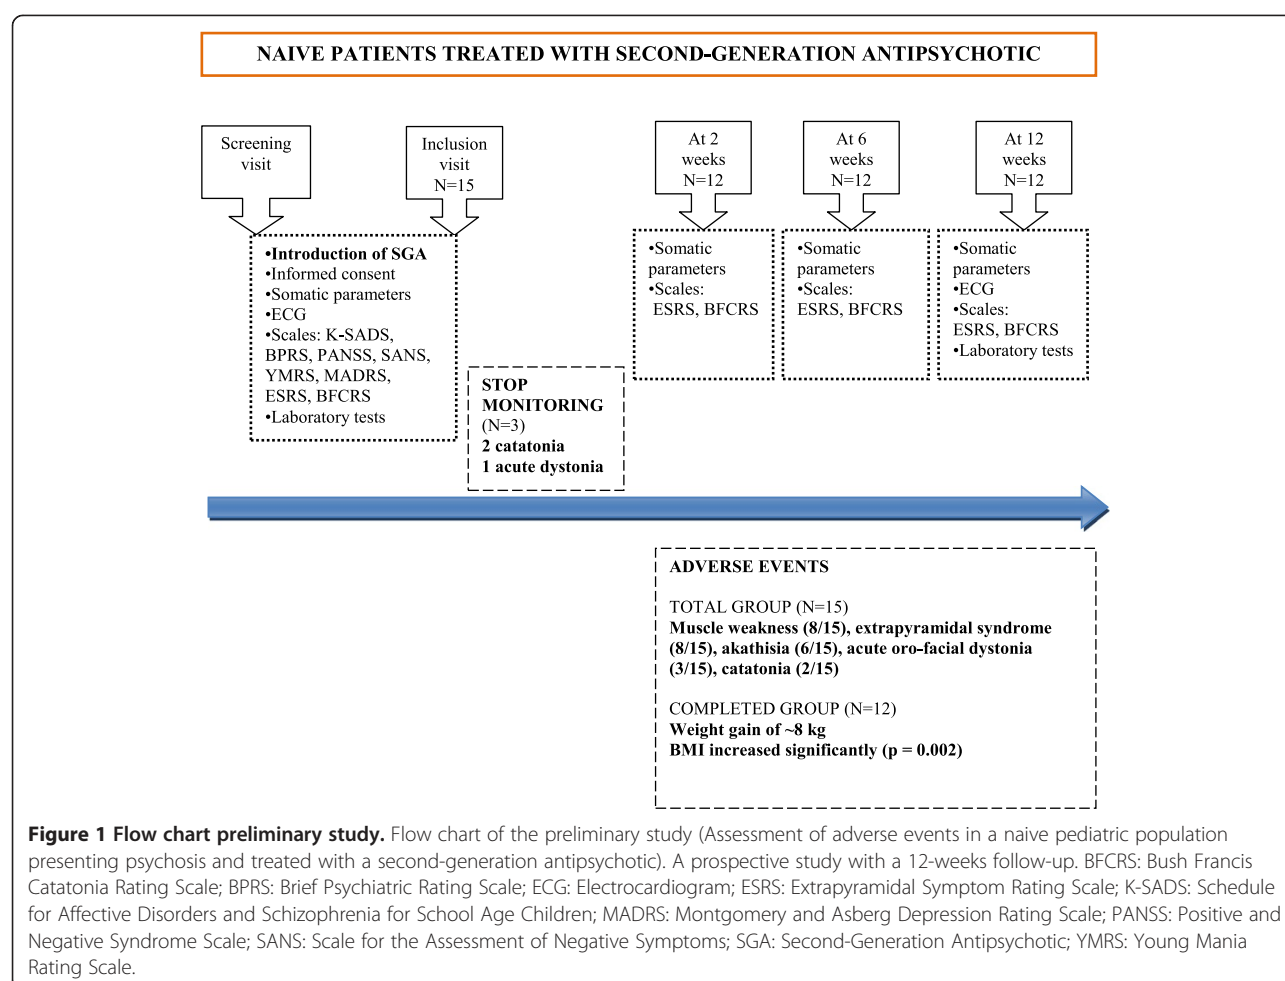 NAIVE PATIENTS TREATED WITH SECOND-GENERATION ANTIPSYCHOTIC
Screening
visit
Inclusion
visit
N=15
At 2
weeks
N=12
At 6
weeks
N=12
At 12
weeks
N=12
•Introduction of SGA
•Informed consent
•Somatic parameters
•ECG
•Scales: K-SADS,
BPRS, PANSS, SANS,
YMRS, MADRS,
ESRS, BFCRS
•Laboratory tests
STOP
MONITORING
(N=3)
2 catatonia
1 acute dystonia
•Somatic
parameters
•Scales:
ESRS, BFCRS
•Somatic
parameters
•Scales:
ESRS, BFCRS
•Somatic
parameters
•ECG
•Scales:
ESRS, BFCRS
•Laboratory tests
ADVERSE EVENTS
TOTAL GROUP (N=15)
Muscle weakness (8/15), extrapyramidal syndrome
(8/15), akathisia (6/15), acute oro-facial dystonia
(3/15), catatonia (2/15)
COMPLETED GROUP (N=12)
Weight gain of ~8 kg
BMI increased significantly (p = 0.002)
Figure 1 Flow chart preliminary study. Flow chart of the preliminary study (Assessment of adverse events in a naive pediatric population
presenting psychosis and treated with a second-generation antipsychotic). A prospective study with a 12-weeks follow-up. BFCRS: Bush Francis
Catatonia Rating Scale; BPRS: Brief Psychiatric Rating Scale; ECG: Electrocardiogram; ESRS: Extrapyramidal Symptom Rating Scale; K-SADS: Schedule
for Affective Disorders and Schizophrenia for School Age Children; MADRS: Montgomery and Asberg Depression Rating Scale; PANSS: Positive and
Negative Syndrome Scale; SANS: Scale for the Assessment of Negative Symptoms; SGA: Second-Generation Antipsychotic; YMRS: Young Mania
Rating Scale.